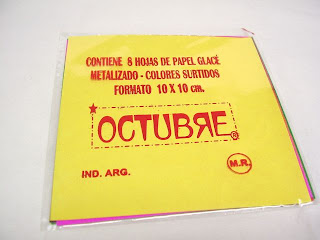 CONTIENE 8 HOJAS DE PAPEL GLACÉ
METALIZADO - COLORES SURTIDOS
FORMATO 10 X 10 cm.
OCTUBRE ®
IND. ARG.
M.R.